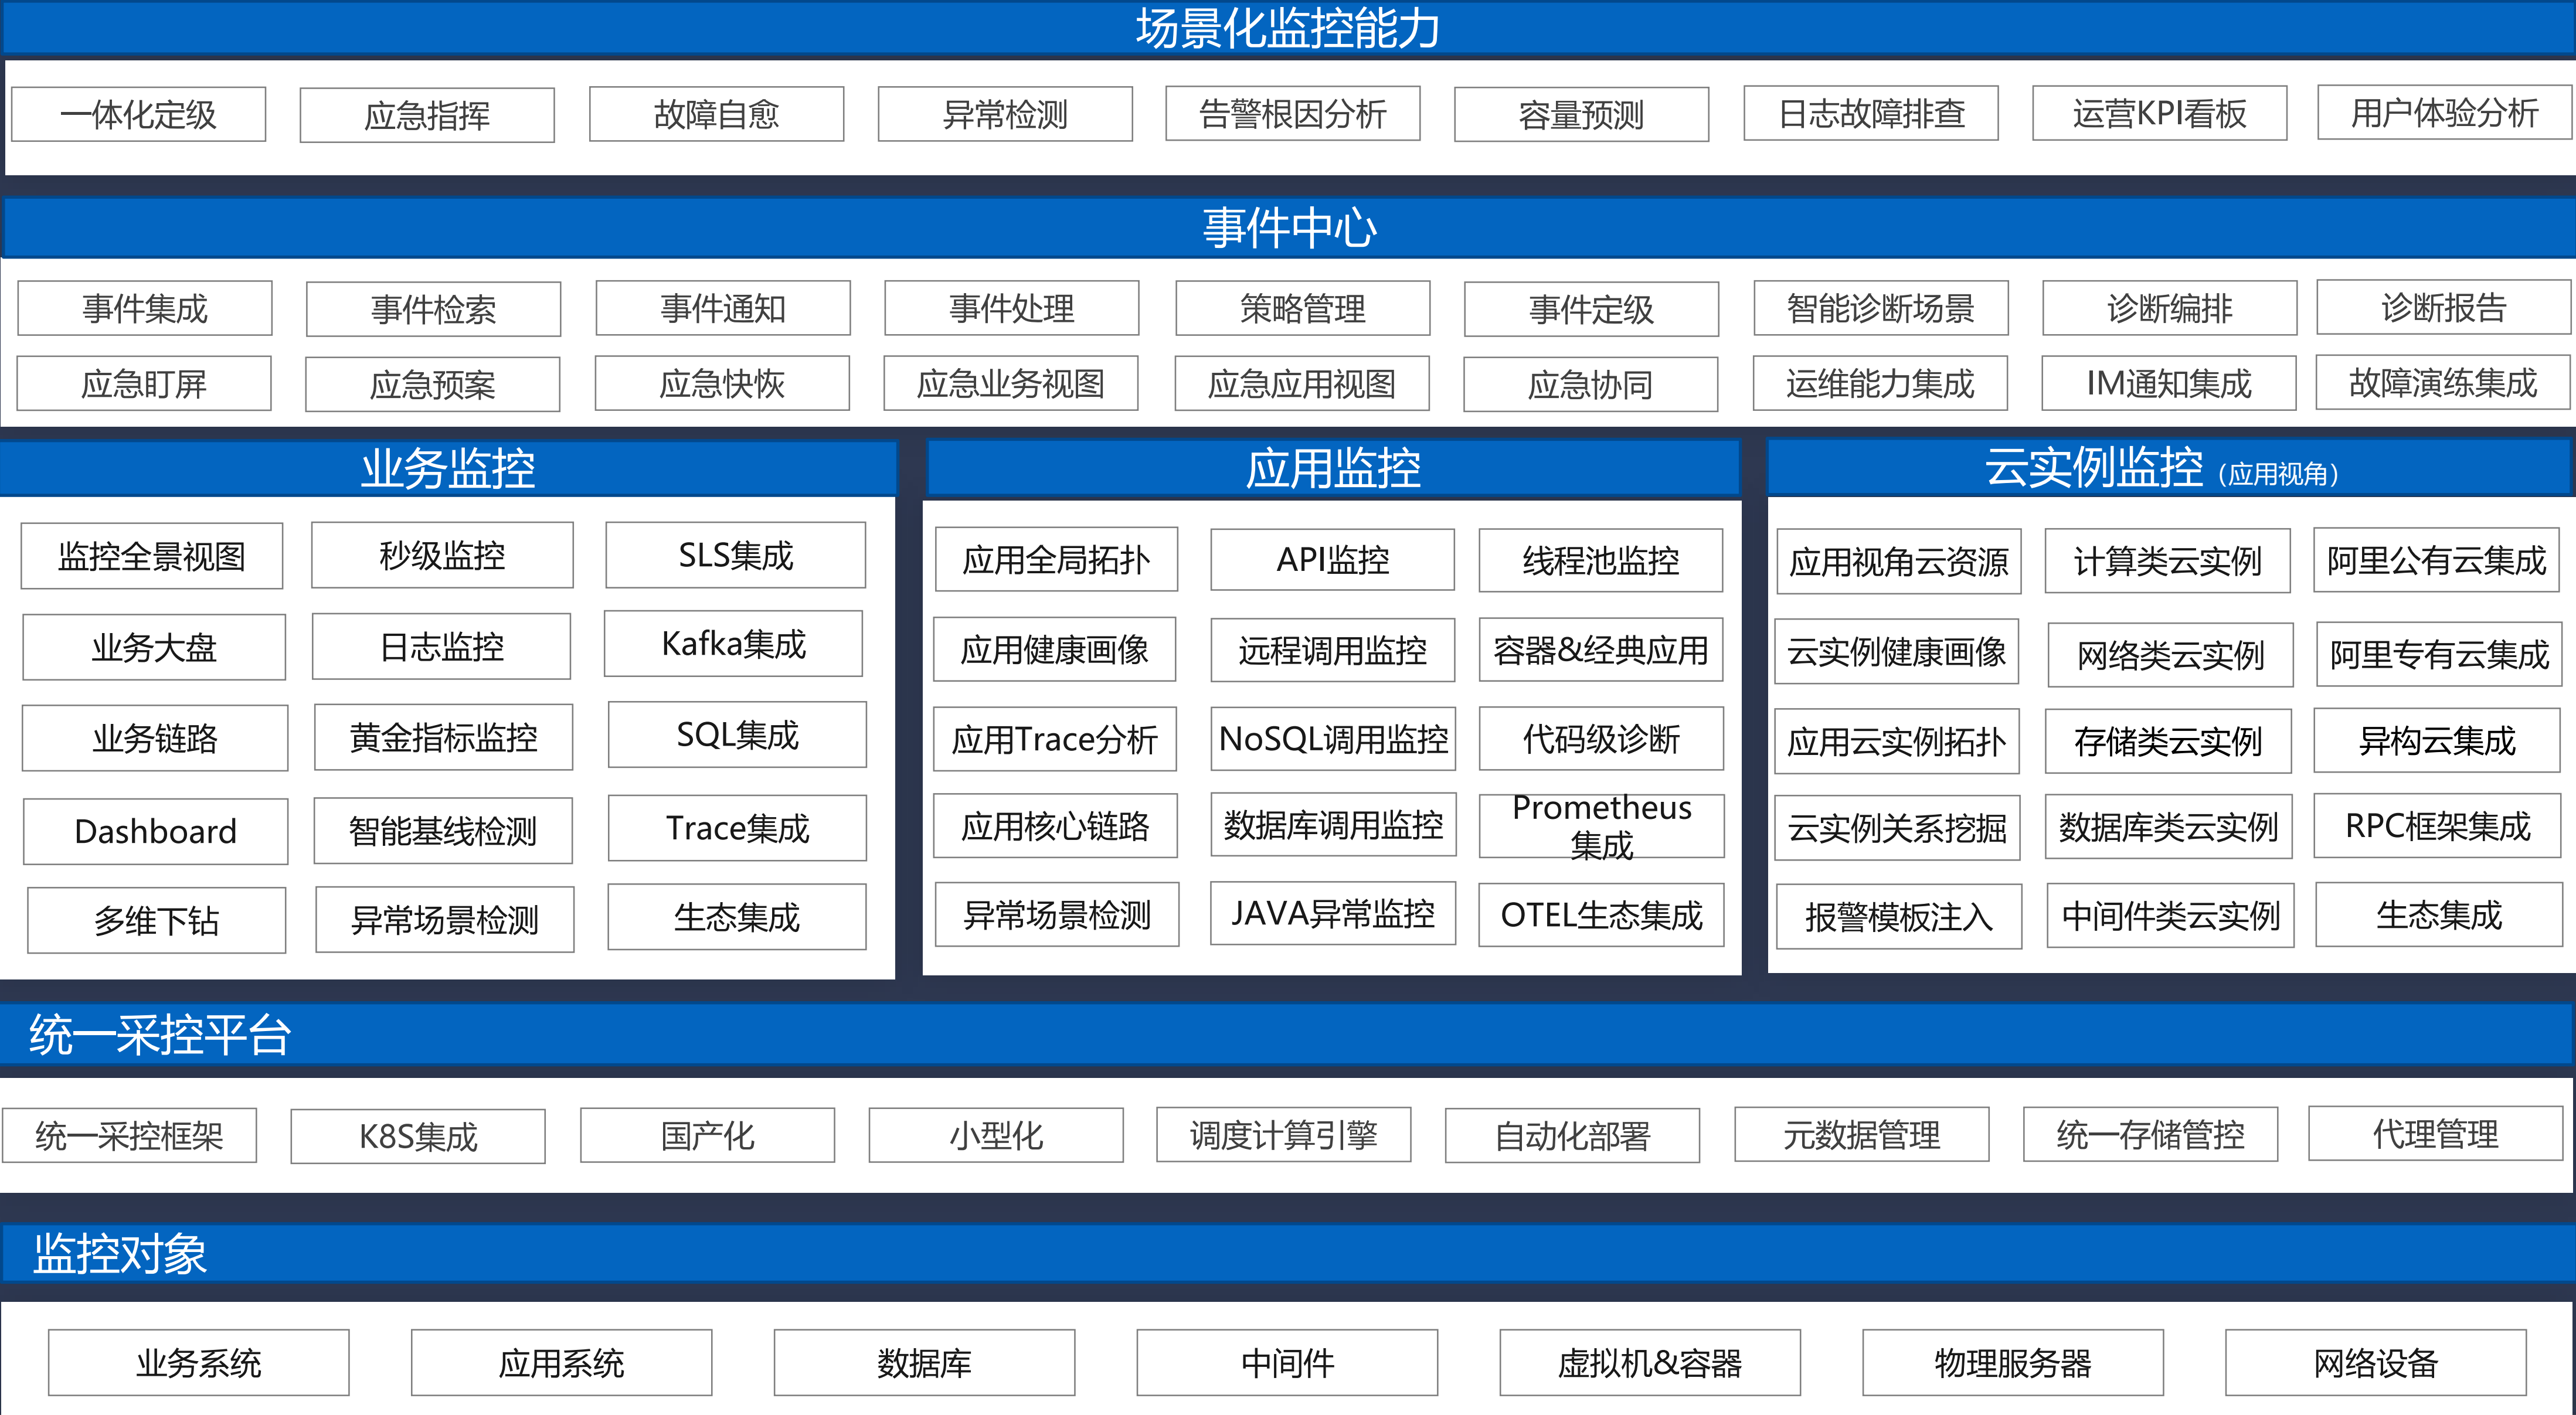 场景化监控能力
一体化定级
应急指挥
故障自愈
异常检测
告警根因分析
容量预测
日志故障排查
运营KPI看板
用户体验分析
事件中心
事件集成
事件检索
事件通知
事件处理
策略管理
事件定级
智能诊断场景
诊断编排
诊断报告
应急盯屏
应急预案
应急快恢
应急业务视图
应急应用视图
应急协同
运维能力集成
IM通知集成
故障演练集成
业务监控
监控全景视图
秒级监控
SLS集成
业务大盘
日志监控
Kafka集成
业务链路
黄金指标监控
SQL集成
Dashboard
智能基线检测
Trace集成
多维下钻
异常场景检测
生态集成
应用监控
应用全局拓扑
API监控
线程池监控
应用健康画像
远程调用监控
容器&经典应用
应用Trace分析
NoSQL调用监控
代码级诊断
应用核心链路
数据库调用监控
Prometheus
集成
异常场景检测
JAVA异常监控
OTEL生态集成
云实例监控（应用视角）
应用视角云资源
计算类云实例
阿里公有云集成
云实例健康画像
网络类云实例
阿里专有云集成
应用云实例拓扑
存储类云实例
异构云集成
云实例关系挖掘
数据库类云实例
RPC框架集成
报警模板注入
中间件类云实例
生态集成
统一采控平台
统一采控框架
K8S集成
国产化
小型化
调度计算引擎
自动化部署
元数据管理
统一存储管控
代理管理
监控对象
业务系统
应用系统
数据库
中间件
虚拟机&容器
物理服务器
网络设备